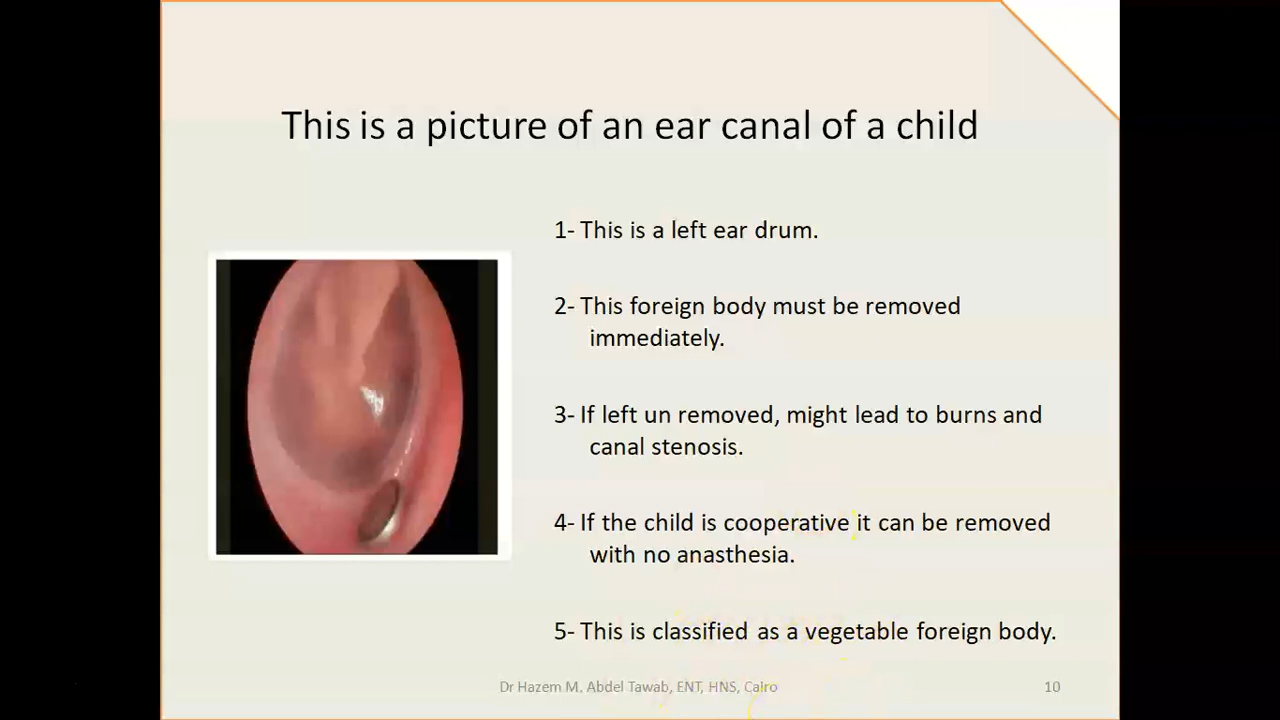 This is a picture of an ear canal of a child
1- This is a left ear drum.
2- This foreign body must be removed
immediately.
3- If left un removed, might lead to burns and
canal stenosis.
4- If the child is cooperative it can be removed
with no anasthesia.
5- This is classified as a vegetable foreign body.
Dr Hazem M. Abdel Tawab, ENT, HNS, Cairo
10